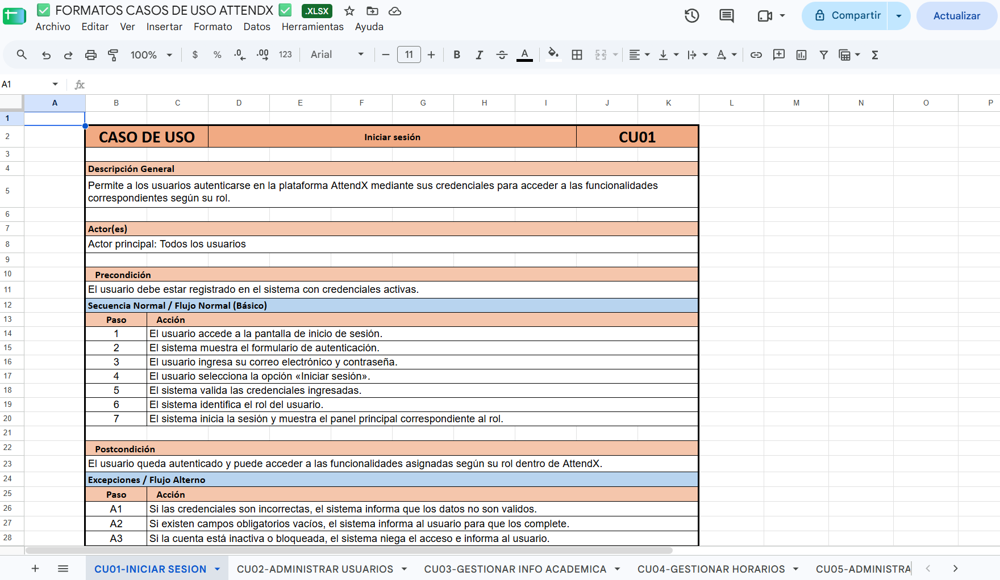 ✅ FORMATOS CASOS DE USO ATTENDX ✅ .XLSX
Archivo Editar Ver Insertar Formato Datos Herramientas Ayuda
Compartir
Actualizar
100% $ % .0 .00 123 Arial 11 B I S A
A1 fx
A B C D E F G H I J K L M N O P
1
2 CASO DE USO Iniciar sesión CU01
3
4 Descripción General
5 Permite a los usuarios autenticarse en la plataforma AttendX mediante sus credenciales para acceder a las funcionalidades
correspondientes según su rol.
6
7 Actor(es)
8 Actor principal: Todos los usuarios
9
10 Precondición
11 El usuario debe estar registrado en el sistema con credenciales activas.
12 Secuencia Normal / Flujo Normal (Básico)
13 Paso Acción
14 1 El usuario accede a la pantalla de inicio de sesión.
15 2 El sistema muestra el formulario de autenticación.
16 3 El usuario ingresa su correo electrónico y contraseña.
17 4 El usuario selecciona la opción «Iniciar sesión».
18 5 El sistema valida las credenciales ingresadas.
19 6 El sistema identifica el rol del usuario.
20 7 El sistema inicia la sesión y muestra el panel principal correspondiente al rol.
21
22 Postcondición
23 El usuario queda autenticado y puede acceder a las funcionalidades asignadas según su rol dentro de AttendX.
24 Excepciones / Flujo Alterno
25 Paso Acción
26 A1 Si las credenciales son incorrectas, el sistema informa que los datos no son validos.
27 A2 Si existen campos obligatorios vacíos, el sistema informa al usuario para que los complete.
28 A3 Si la cuenta está inactiva o bloqueada, el sistema niega el acceso e informa al usuario.
CU01-INICIAR SESION CU02-ADMINISTRAR USUARIOS CU03-GESTIONAR INFO ACADEMICA CU04-GESTIONAR HORARIOS CU05-ADMINISTRA